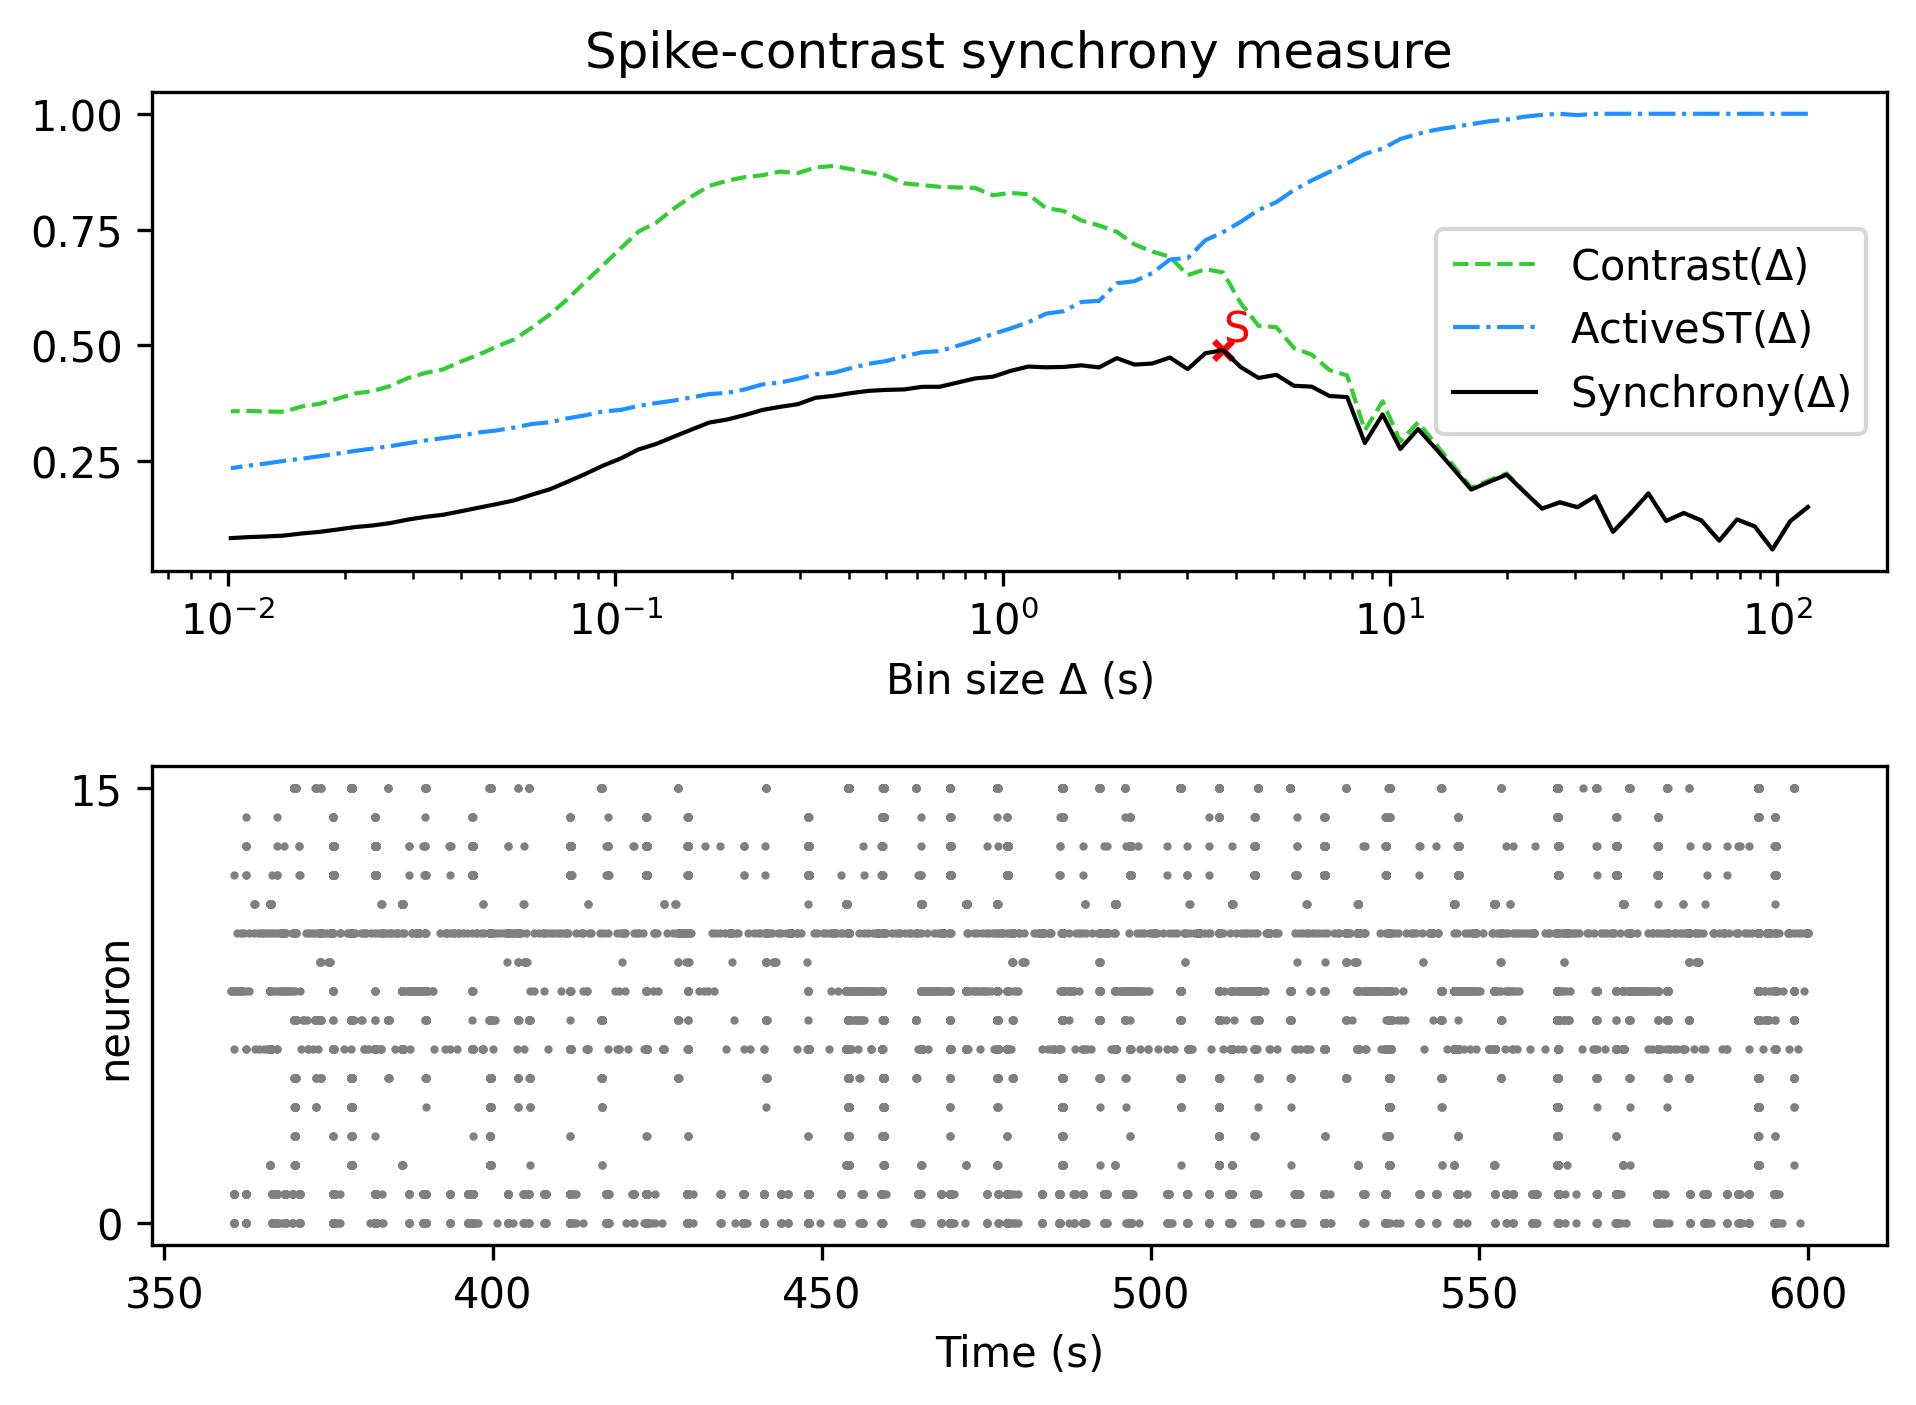 Spike-contrast synchrony measure
1.00
0.75
0.50
0.25
S
Contrast(Δ)
ActiveST(Δ)
Synchrony(Δ)
10⁻² 10⁻¹ 10⁰ 10¹ 10²
Bin size Δ (s)
15
0
neuron
350 400 450 500 550 600
Time (s)